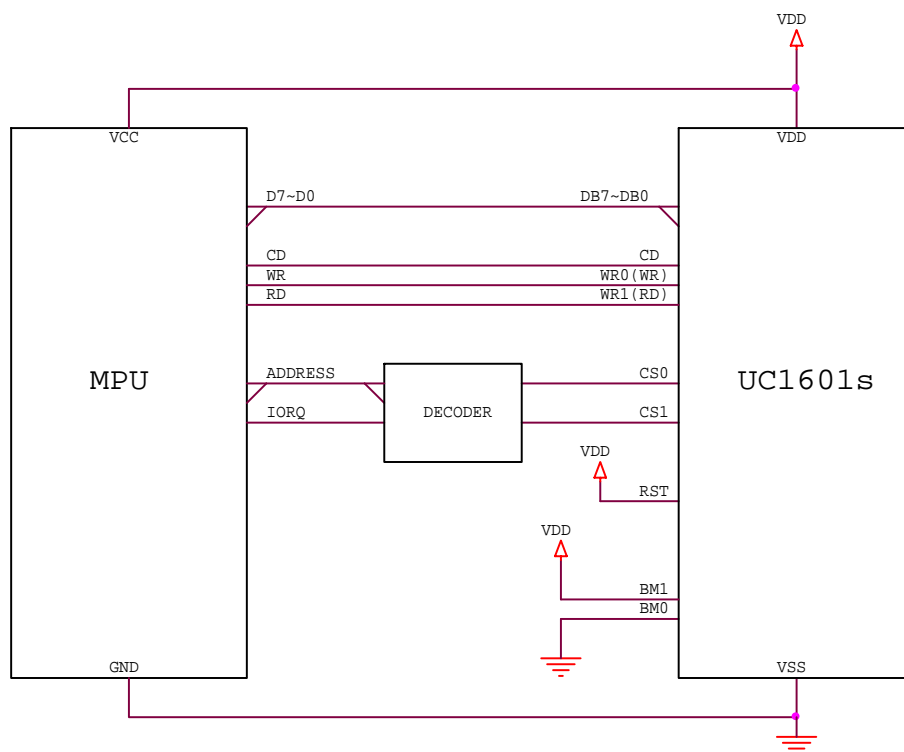 VDD
VCC
VDD
D7~D0
DB7~DB0
CD
CD
WR
WR0(WR)
RD
WR1(RD)
MPU
ADDRESS
CS0
UC1601s
IORQ
DECODER
CS1
VDD
RST
VDD
BM1
BM0
GND
VSS